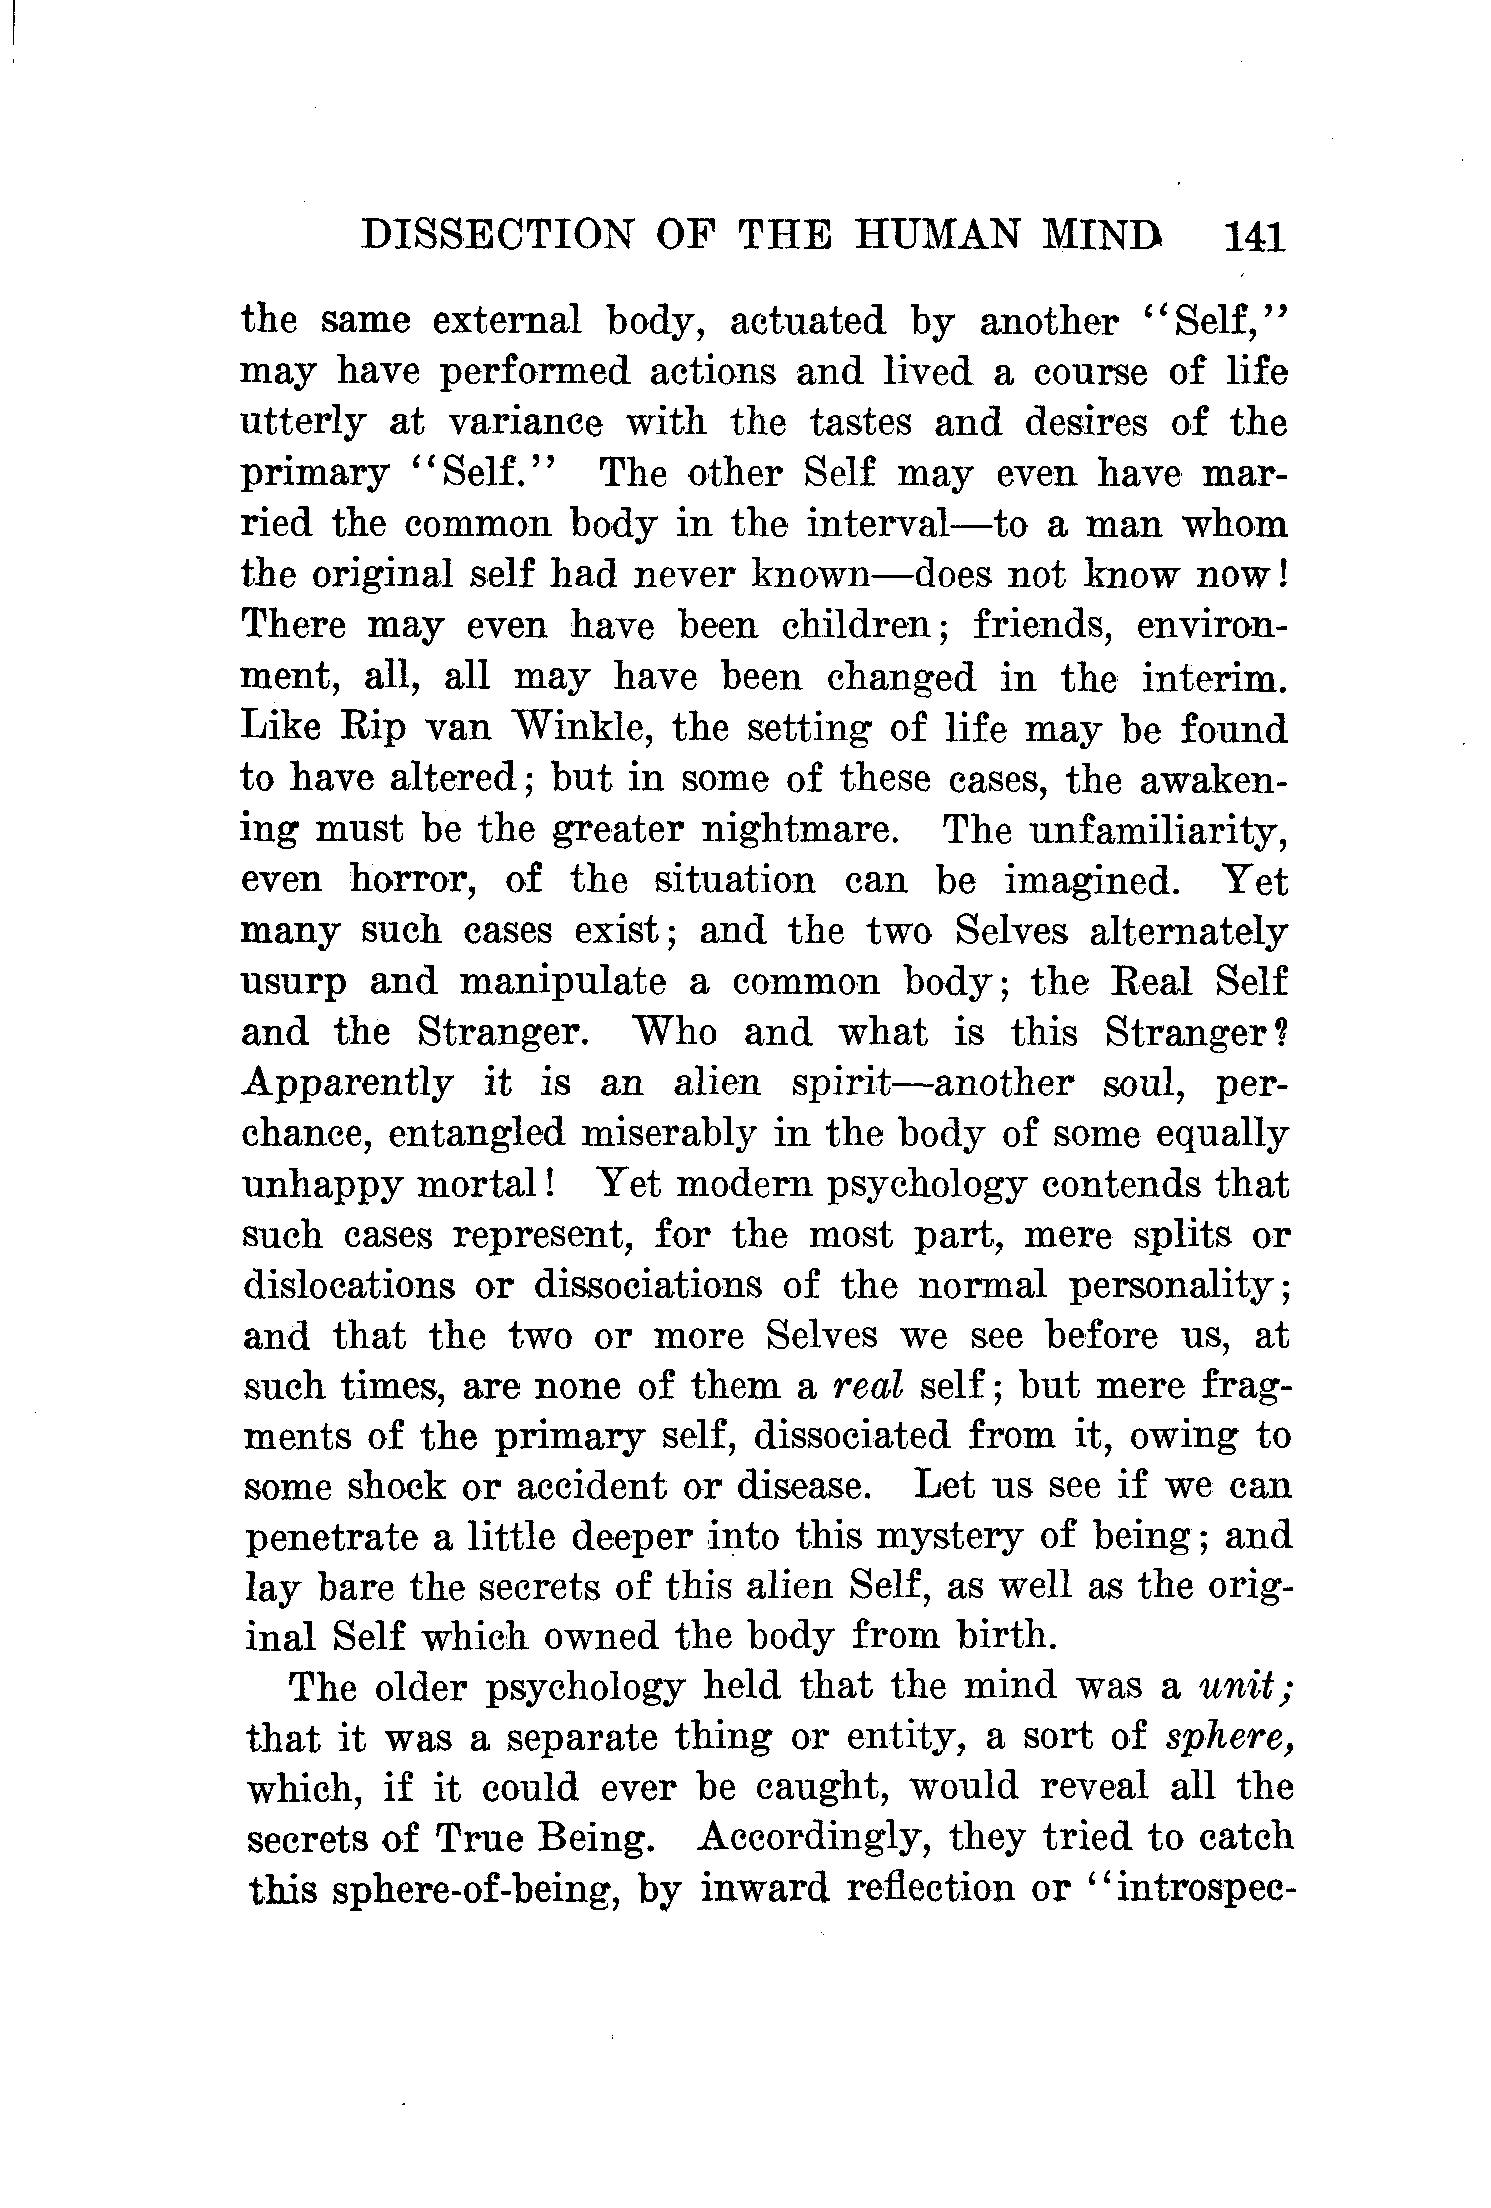 DISSECTION OF THE HUMAN MIND 141
the same external body, actuated by another "Self,"
may have performed actions and lived a course of life
utterly at variance with the tastes and desires of the
primary "Self." The other Self may even have mar-
ried the common body in the interval—to a man whom
the original self had never known—does not know now!
There may even have been children; friends, environ-
ment, all, all may have been changed in the interim.
Like Rip van Winkle, the setting of life may be found
to have altered; but in some of these cases, the awaken-
ing must be the greater nightmare. The unfamiliarity,
even horror, of the situation can be imagined. Yet
many such cases exist; and the two Selves alternately
usurp and manipulate a common body; the Real Self
and the Stranger. Who and what is this Stranger?
Apparently it is an alien spirit—another soul, per-
chance, entangled miserably in the body of some equally
unhappy mortal! Yet modern psychology contends that
such cases represent, for the most part, mere splits or
dislocations or dissociations of the normal personality;
and that the two or more Selves we see before us, at
such times, are none of them a real self; but mere frag-
ments of the primary self, dissociated from it, owing to
some shock or accident or disease. Let us see if we can
penetrate a little deeper into this mystery of being; and
lay bare the secrets of this alien Self, as well as the orig-
inal Self which owned the body from birth.
The older psychology held that the mind was a unit;
that it was a separate thing or entity, a sort of sphere,
which, if it could ever be caught, would reveal all the
secrets of True Being. Accordingly, they tried to catch
this sphere-of-being, by inward reflection or "introspec-